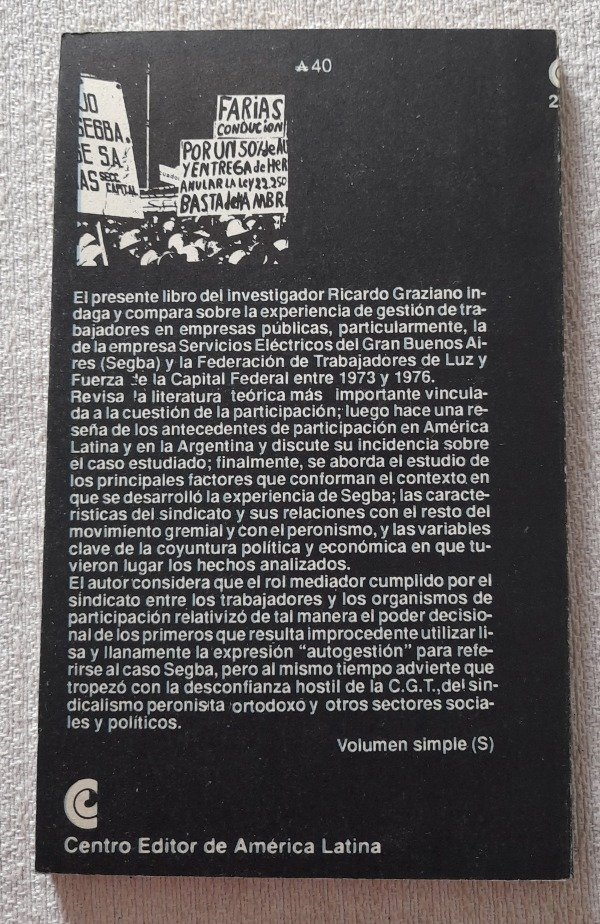 ₳ 40
2
UO
SEGBA.
DE S.A.
AS SECC
CAPITAL
FARIAS
CONDUCION
POR UN 50% de AU
Y ENTREGA de HER
ANULAR LA LEY 22.250
BASTA de HAMBR
El presente libro del investigador Ricardo Graziano in-
daga y compara sobre la experiencia de gestión de tra-
bajadores en empresas públicas, particularmente, la
de la empresa Servicios Eléctricos del Gran Buenos Ai-
res (Segba) y la Federación de Trabajadores de Luz y
Fuerza de la Capital Federal entre 1973 y 1976.
Revisa la literatura teórica más importante vincula-
da a la cuestión de la participación; luego hace una re-
seña de los antecedentes de participación en América
Latina y en la Argentina y discute su incidencia sobre
el caso estudiado; finalmente, se aborda el estudio de
los principales factores que conforman el contexto en
que se desarrolló la experiencia de Segba; las caracte-
rísticas del sindicato y sus relaciones con el resto del
movimiento gremial y con el peronismo, y las variables
clave de la coyuntura política y económica en que tu-
vieron lugar los hechos analizados.
El autor considera que el rol mediador cumplido por el
sindicato entre los trabajadores y los organismos de
participación relativizó de tal manera el poder decisio-
nal de los primeros que resulta improcedente utilizar li-
sa y llanamente la expresión "autogestión" para refe-
rirse al caso Segba, pero al mismo tiempo advierte que
tropezó con la desconfianza hostil de la C.G.T., del sin-
dicalismo peronista ortodoxo y otros sectores socia-
les y políticos.
Volumen simple (S)
Centro Editor de América Latina